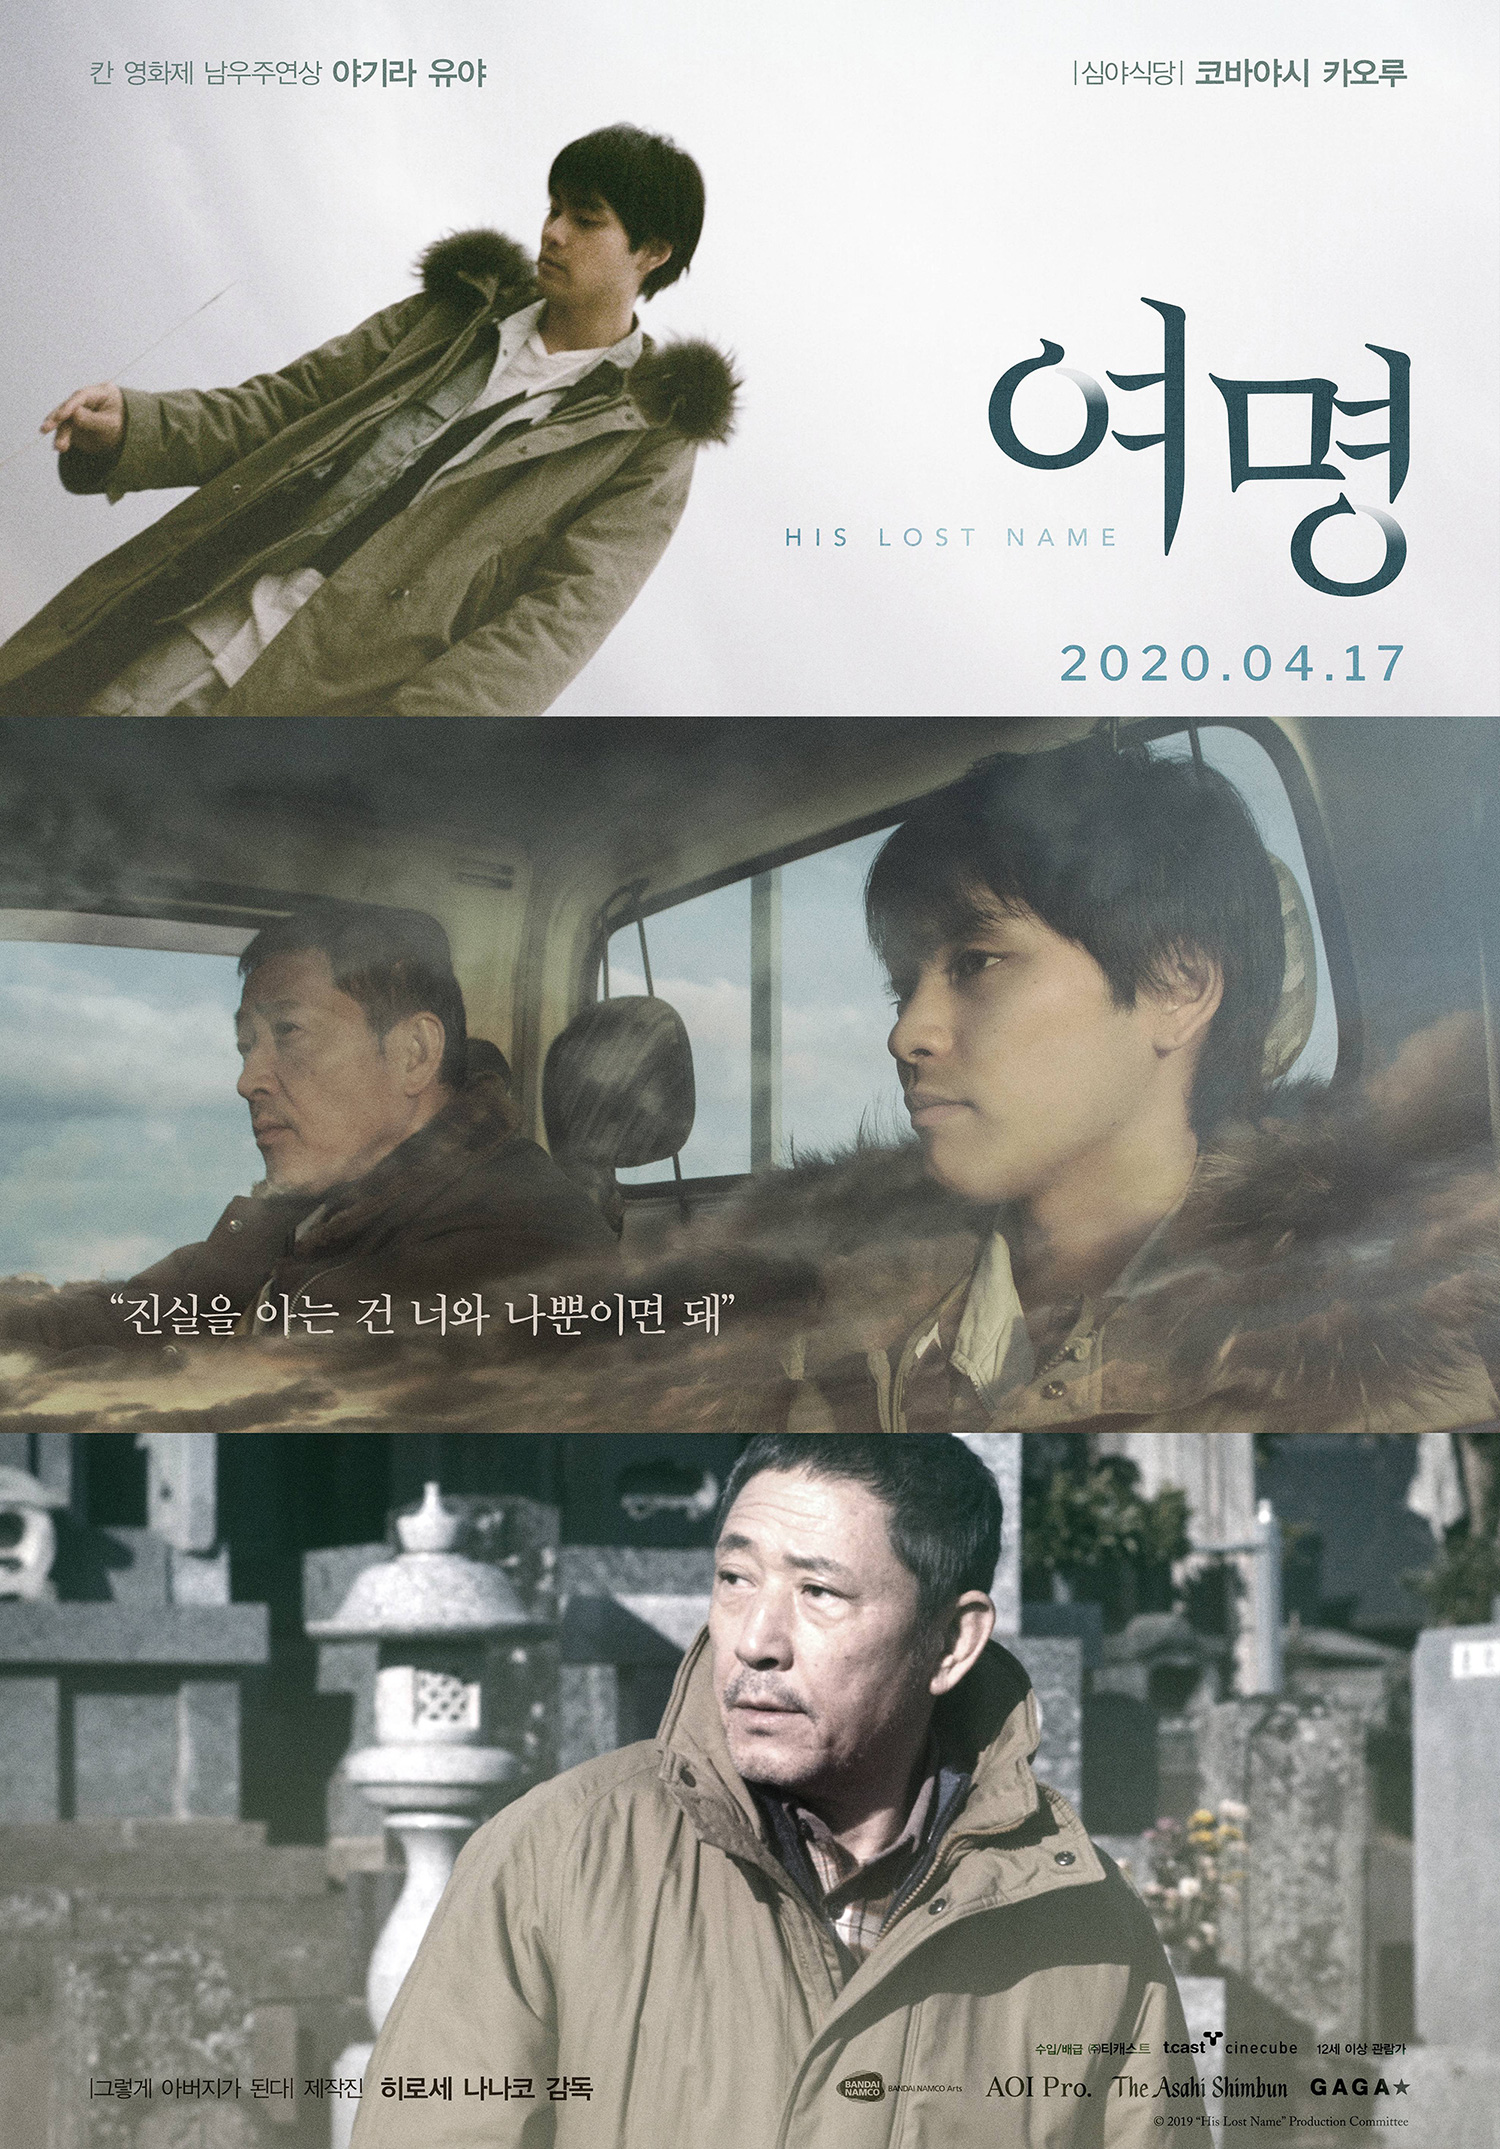 칸 영화제 남우주연상 야기라 유야
|심야식당| 코바야시 카오루
여명
HIS LOST NAME
2020.04.17
“진실을 아는 건 너와 나뿐이면 돼”
수입/배급 ㈜티캐스트 t.cast cinecube 12세 이상 관람가
|그렇게 아버지가 된다| 제작진 히로세 나나코 감독
BANDAI NAMCO BANDAI NAMCO Arts AOI Pro. The Asahi Shimbun GAGA★
© 2019 “His Lost Name” Production Committee